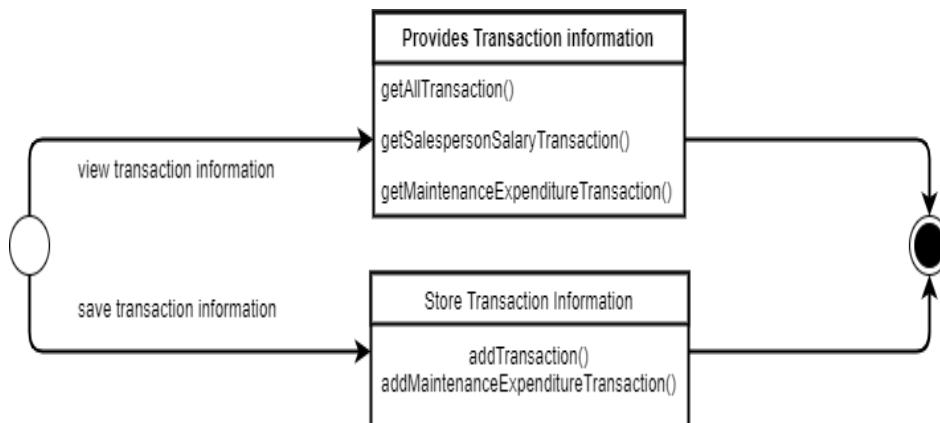 Provides Transaction information
getAllTransaction()
getSalespersonSalaryTransaction()
getMaintenanceExpenditureTransaction()
view transaction information
save transaction information
Store Transaction Information
addTransaction()
addMaintenanceExpenditureTransaction()